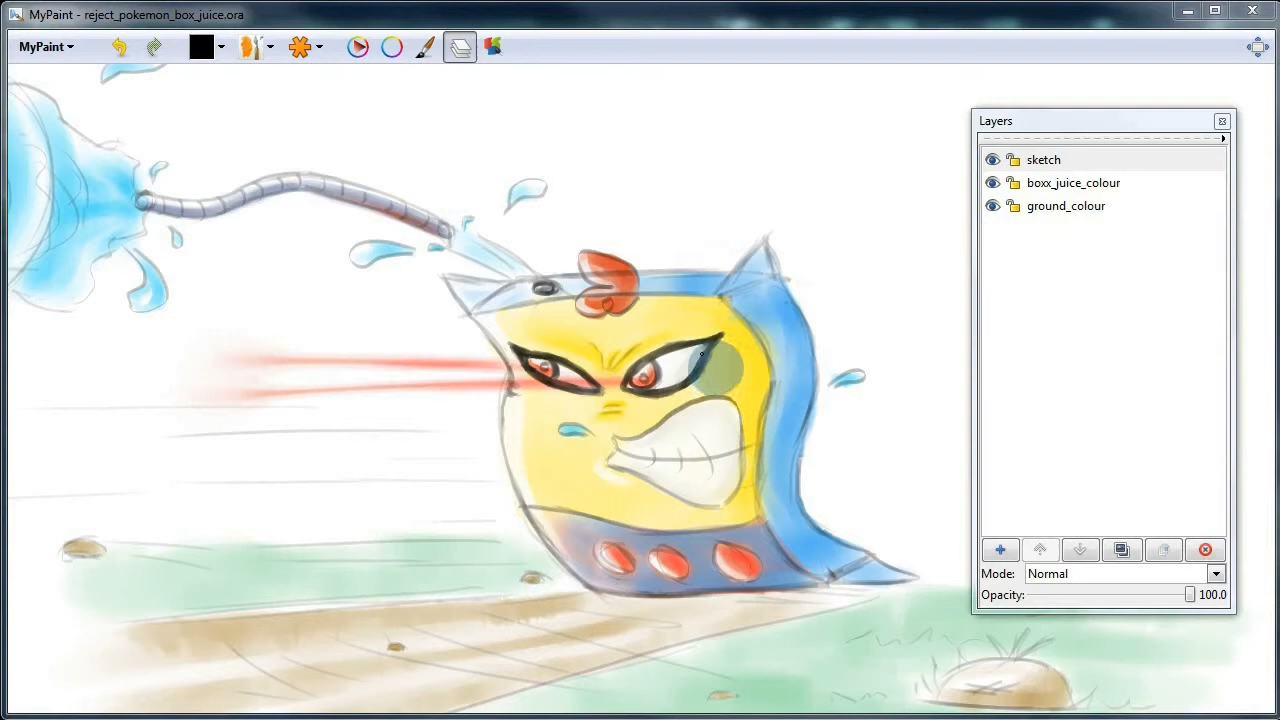 MyPaint - reject_pokemon_box_juice.ora
MyPaint
Layers
sketch
boxx_juice_colour
ground_colour
Mode: Normal
Opacity: 100.0